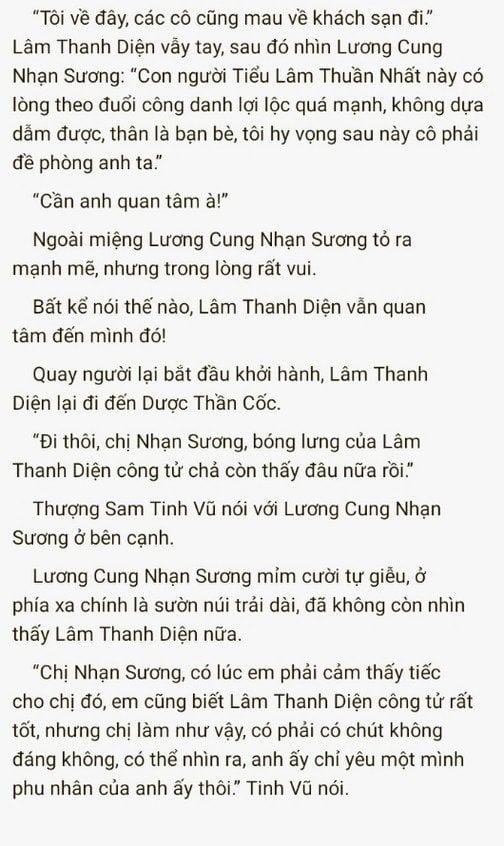 “Tôi về đây, các cô cũng mau về khách sạn đi.”
Lâm Thanh Diện vẫy tay, sau đó nhìn Lương Cung
Nhạn Sương: “Con người Tiểu Lâm Thuần Nhất này có
lòng theo đuổi công danh lợi lộc quá mạnh, không dựa
dẫm được, thân là bạn bè, tôi hy vọng sau này cô phải
đề phòng anh ta.”
“Cần anh quan tâm à!”
Ngoài miệng Lương Cung Nhạn Sương tỏ ra
mạnh mẽ, nhưng trong lòng rất vui.
Bất kể nói thế nào, Lâm Thanh Diện vẫn quan
tâm đến mình đó!
Quay người lại bắt đầu khởi hành, Lâm Thanh
Diện lại đi đến Dược Thần Cốc.
“Đi thôi, chị Nhạn Sương, bóng lưng của Lâm
Thanh Diện công tử chả còn thấy đâu nữa rồi.”
Thượng Sam Tinh Vũ nói với Lương Cung Nhạn
Sương ở bên cạnh.
Lương Cung Nhạn Sương mỉm cười tự giễu, ở
phía xa chính là sườn núi trải dài, đã không còn nhìn
thấy Lâm Thanh Diện nữa.
“Chị Nhạn Sương, có lúc em phải cảm thấy tiếc
cho chị đó, em cũng biết Lâm Thanh Diện công tử rất
tốt, nhưng chị làm như vậy, có phải có chút không
đáng không, có thể nhìn ra, anh ấy chỉ yêu một mình
phu nhân của anh ấy thôi.” Tinh Vũ nói.